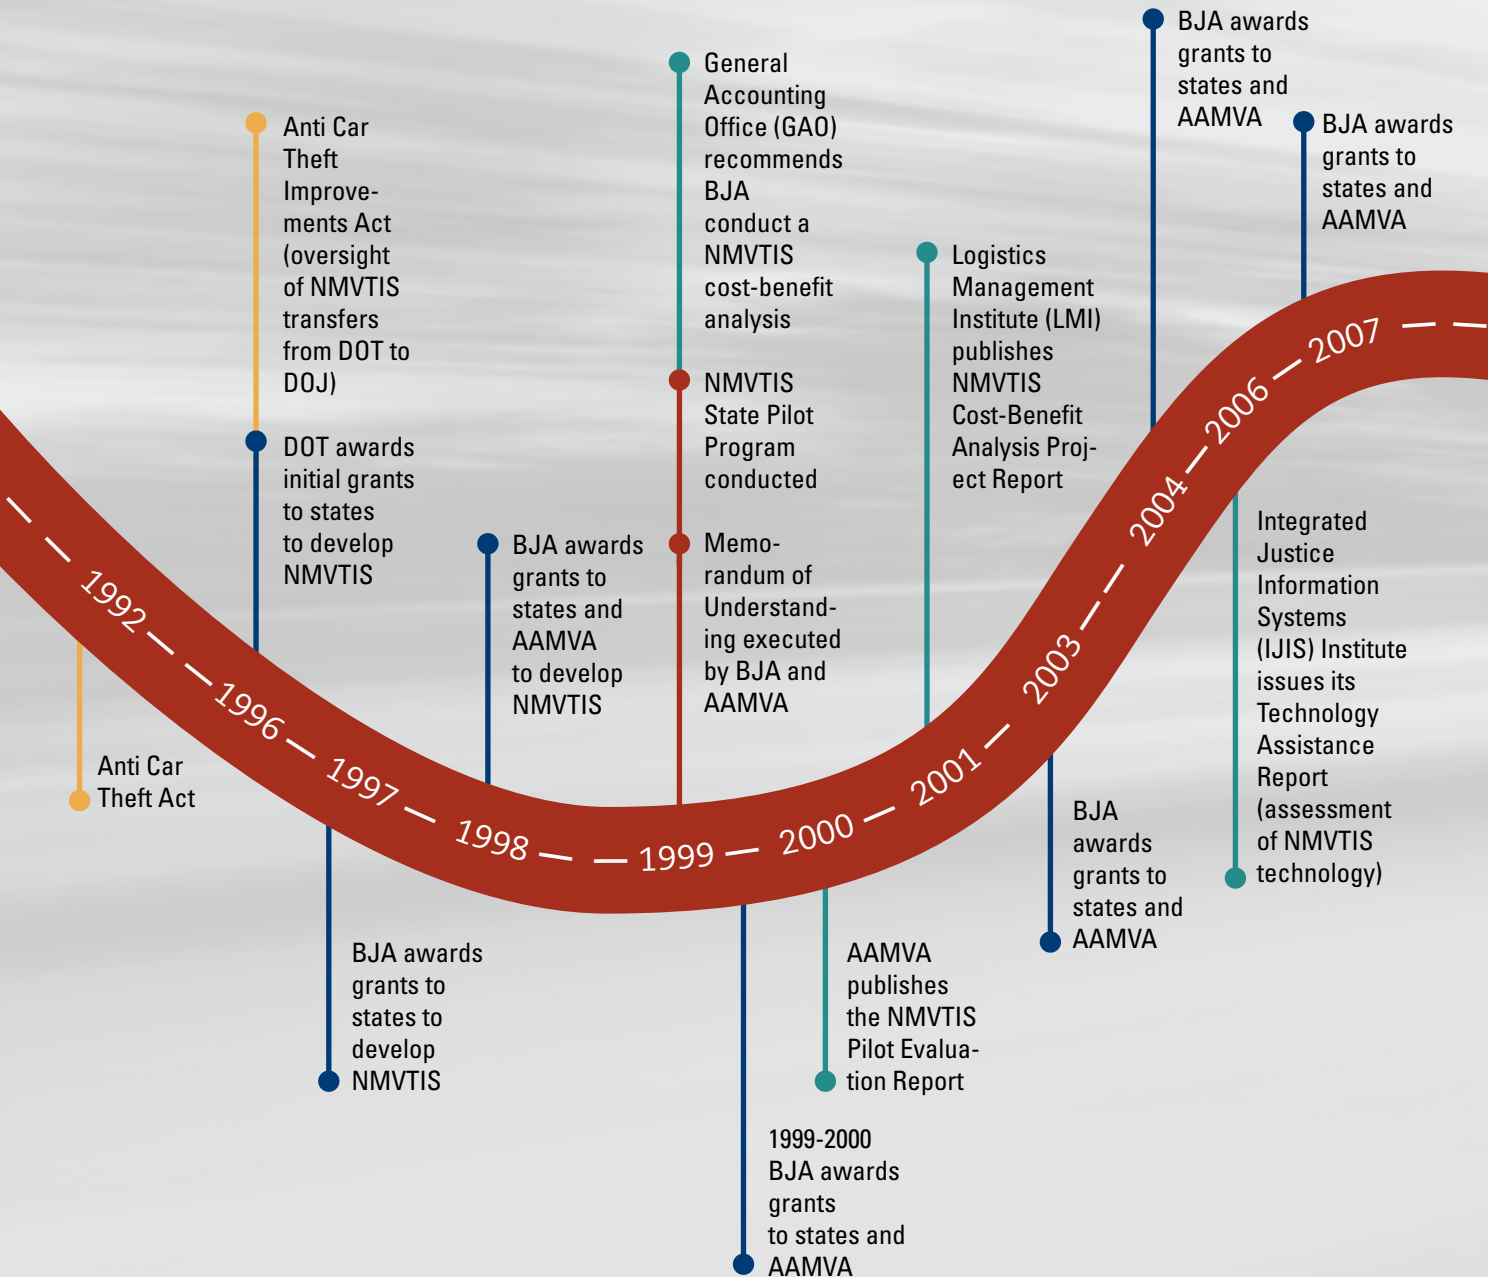 1992
Anti Car
Theft Act
1996
Anti Car
Theft
Improve-
ments Act
(oversight
of NMVTIS
transfers
from DOT to
DOJ)
DOT awards
initial grants
to states
to develop
NMVTIS
1997
BJA awards
grants to
states to
develop
NMVTIS
1998
BJA awards
grants to
states and
AAMVA
to develop
NMVTIS
1999
General
Accounting
Office (GAO)
recommends
BJA
conduct a
NMVTIS
cost-benefit
analysis
NMVTIS
State Pilot
Program
conducted
Memo-
randum of
Understand-
ing executed
by BJA and
AAMVA
1999-2000
BJA awards
grants
to states and
AAMVA
2000
AAMVA
publishes
the NMVTIS
Pilot Evalua-
tion Report
2001
Logistics
Management
Institute (LMI)
publishes
NMVTIS
Cost-Benefit
Analysis Proj-
ect Report
2003
BJA
awards
grants to
states and
AAMVA
2004
BJA awards
grants to
states and
AAMVA
2006
Integrated
Justice
Information
Systems
(IJIS) Institute
issues its
Technology
Assistance
Report
(assessment
of NMVTIS
technology)
2007
BJA awards
grants to
states and
AAMVA